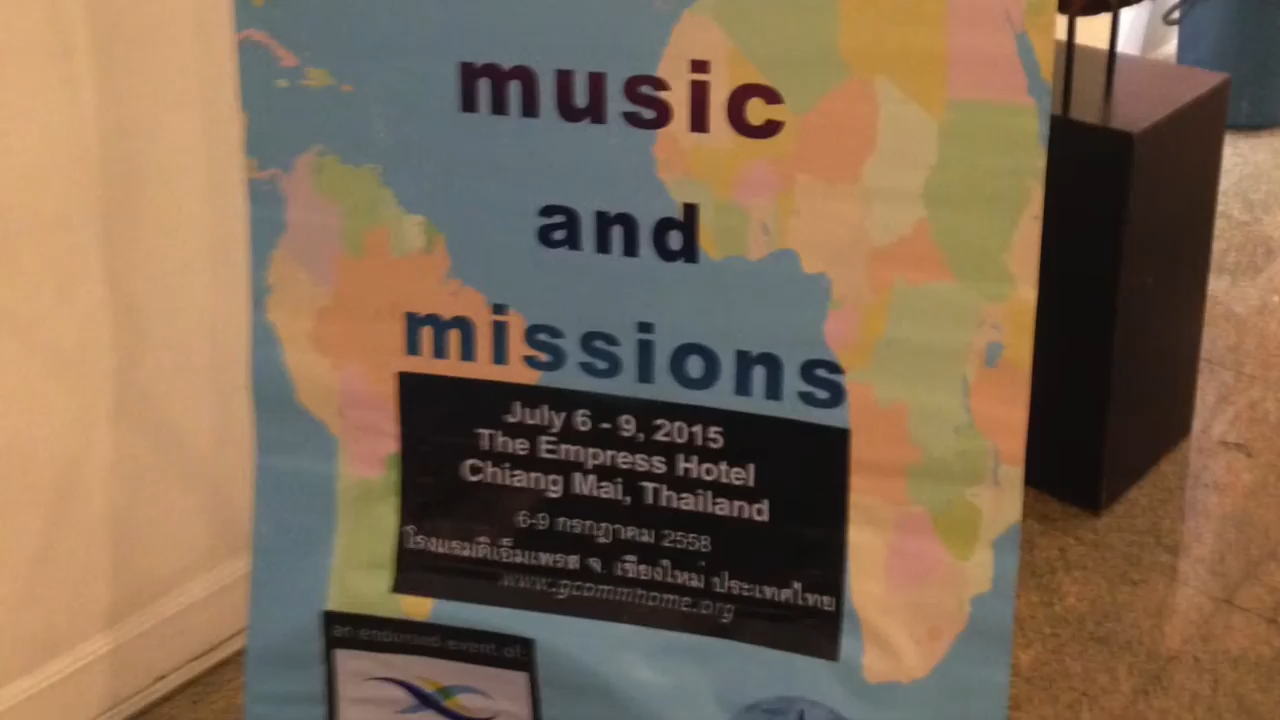 music
and
missions
July 6 - 9, 2015
The Empress Hotel
Chiang Mai, Thailand
6-9 กรกฎาคม 2558
โรงแรมดิเอ็มเพรส จ. เชียงใหม่ ประเทศไทย
www.gcommhome.org
an endorsed event of: